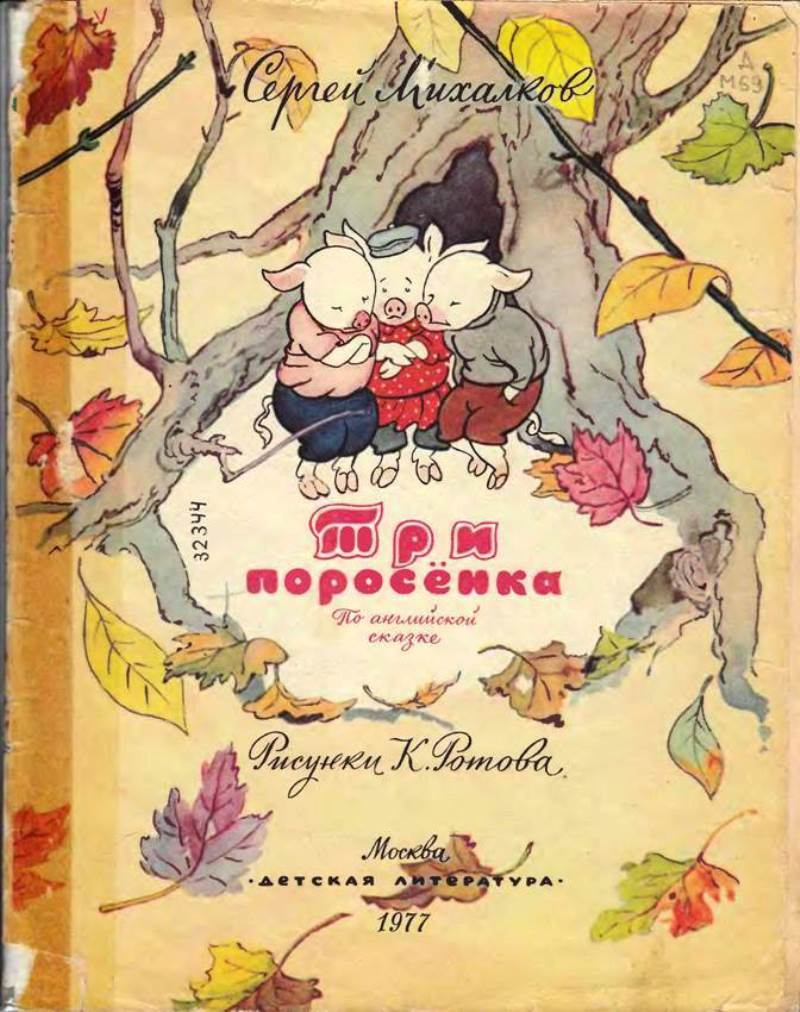 Сергей Михалков
Д
М69
32344
Три
поросёнка
По английской
сказке
Рисунки К. Ротова.
Москва
·ДЕТСКАЯ ЛИТЕРАТУРА·
1977